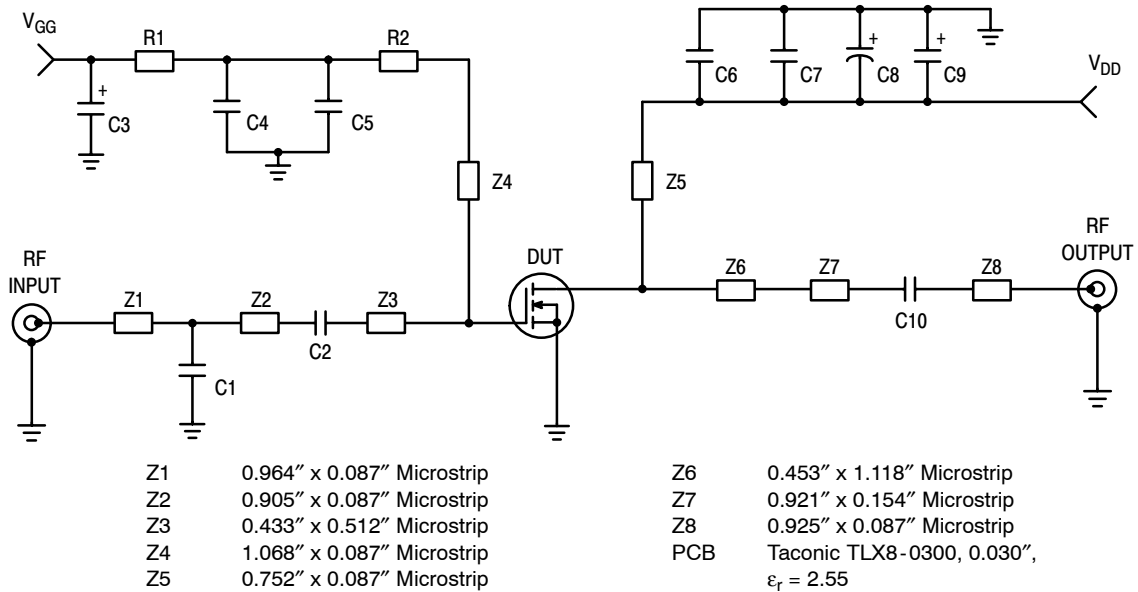 VGG
R1
R2
+
C3
C4
C5
Z4
C6
C7
+
C8
+
C9
VDD
Z5
RF
INPUT
Z1
Z2
Z3
C1
C2
DUT
Z6
Z7
Z8
C10
RF
OUTPUT
Z1 0.964″ x 0.087″ Microstrip
Z2 0.905″ x 0.087″ Microstrip
Z3 0.433″ x 0.512″ Microstrip
Z4 1.068″ x 0.087″ Microstrip
Z5 0.752″ x 0.087″ Microstrip
Z6 0.453″ x 1.118″ Microstrip
Z7 0.921″ x 0.154″ Microstrip
Z8 0.925″ x 0.087″ Microstrip
PCB Taconic TLX8-0300, 0.030″,
εr = 2.55